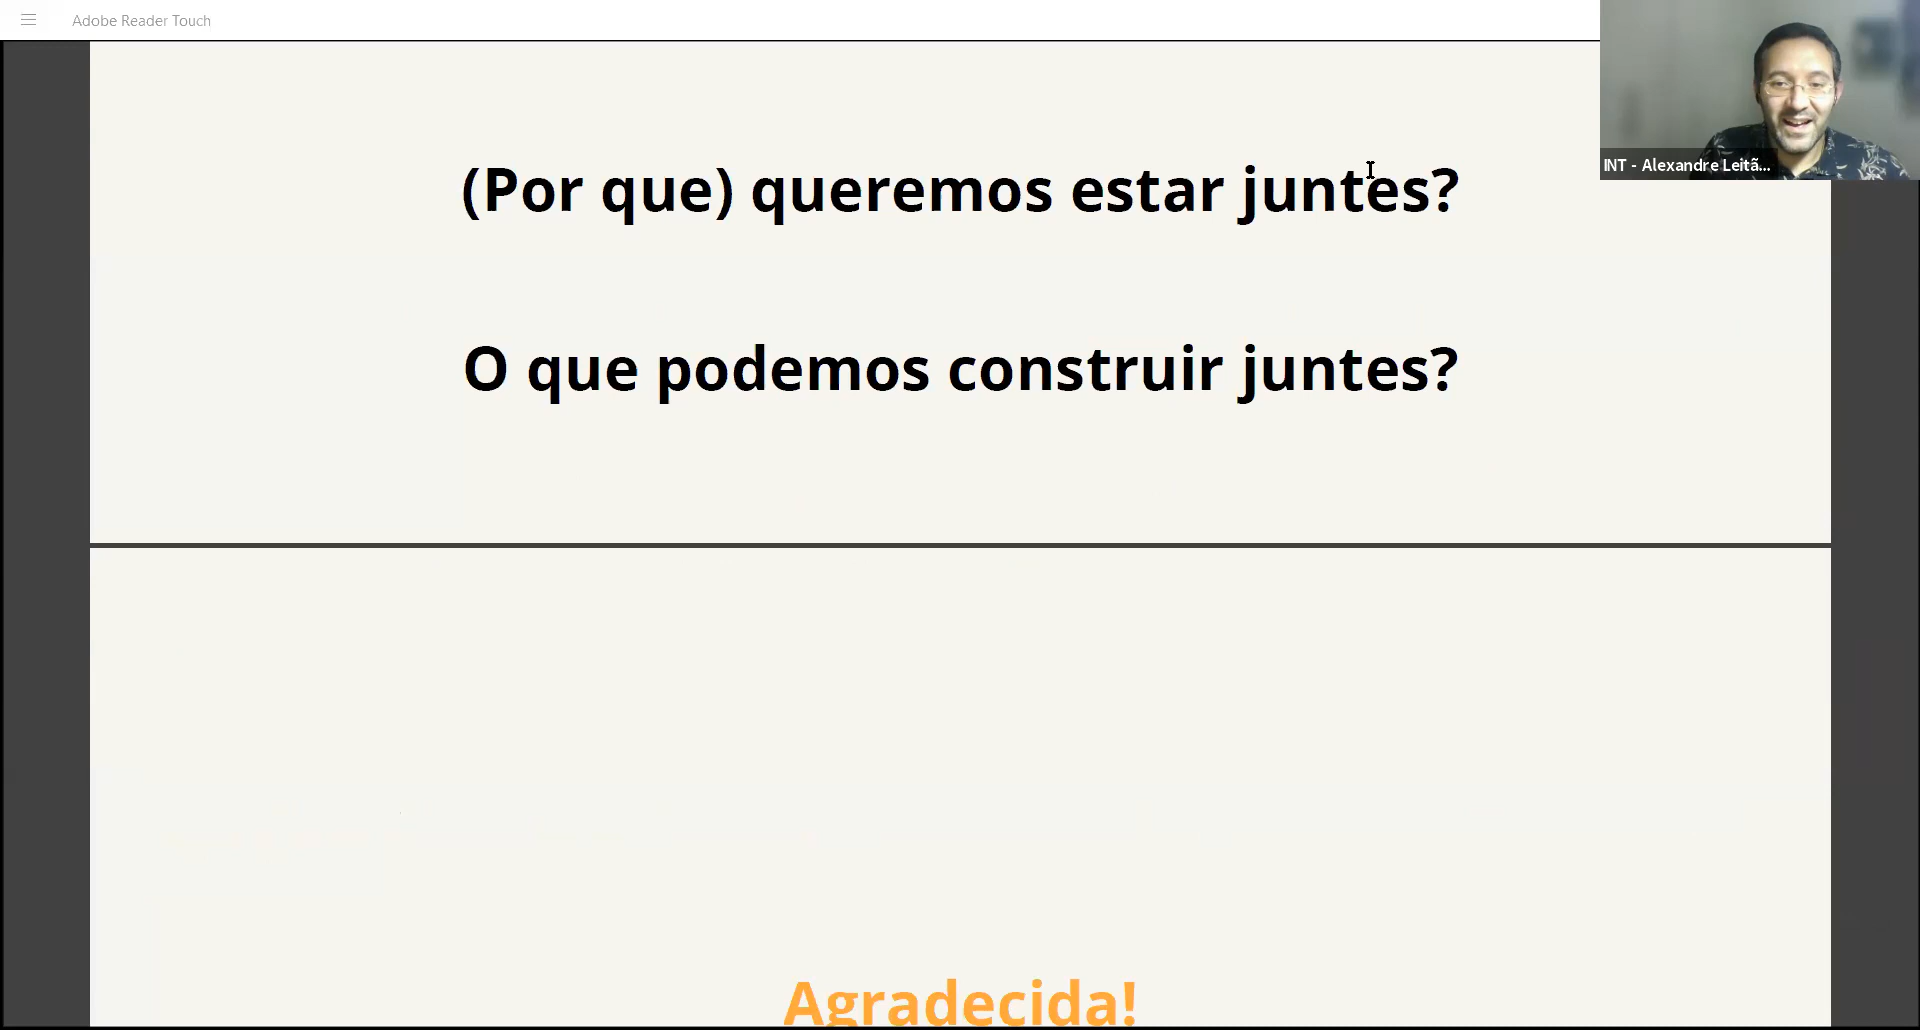 Adobe Reader Touch
INT - Alexandre Leitã...
(Por que) queremos estar juntes?
O que podemos construir juntes?
Agradecida!